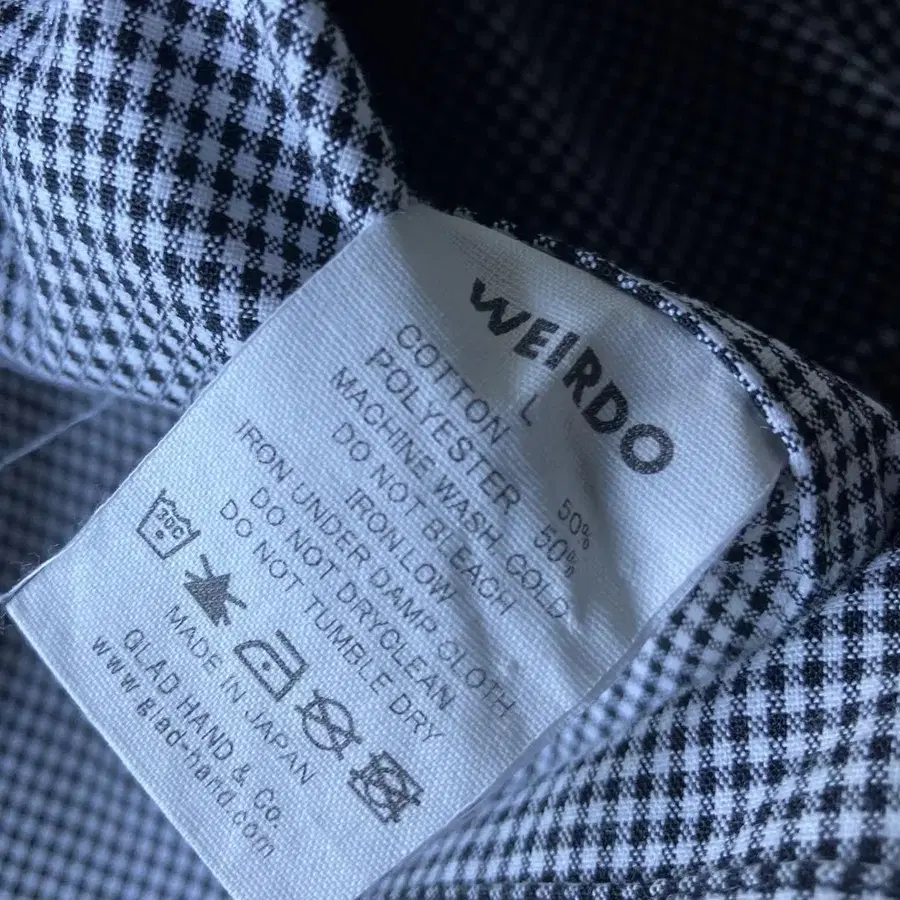 WEIRDO
L
COTTON 50%
POLYESTER 50%
MACHINE WASH COLD
DO NOT BLEACH
IRON LOW
IRON UNDER DAMP CLOTH
DO NOT DRYCLEAN
DO NOT TUMBLE DRY
30C
MADE IN JAPAN
GLAD HAND & Co.
www.glad-hand.com